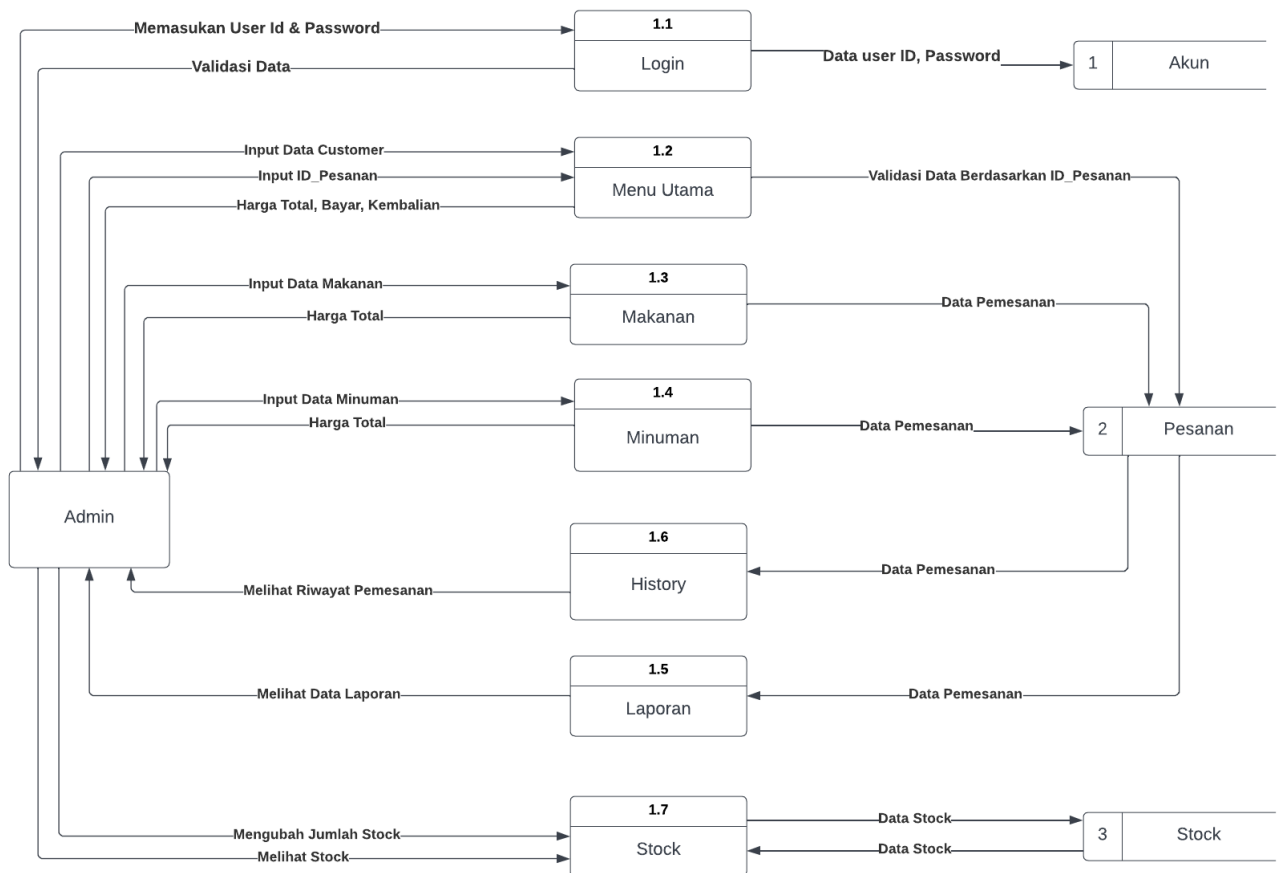 1.1
Memasukan User Id & Password
Data user ID, Password
Validasi Data
Login
1
Akun
1.2
Input Data Customer
Input ID_Pesanan
Menu Utama
Validasi Data Berdasarkan ID_Pesanan
Harga Total, Bayar, Kembalian
1.3
Input Data Makanan
Harga Total
Makanan
Data Pemesanan
1.4
Input Data Minuman
Harga Total
Minuman
Data Pemesanan
2
Pesanan
Admin
1.6
History
Data Pemesanan
Melihat Riwayat Pemesanan
1.5
Melihat Data Laporan
Laporan
Data Pemesanan
1.7
Mengubah Jumlah Stock
Melihat Stock
Stock
Data Stock
Data Stock
3
Stock